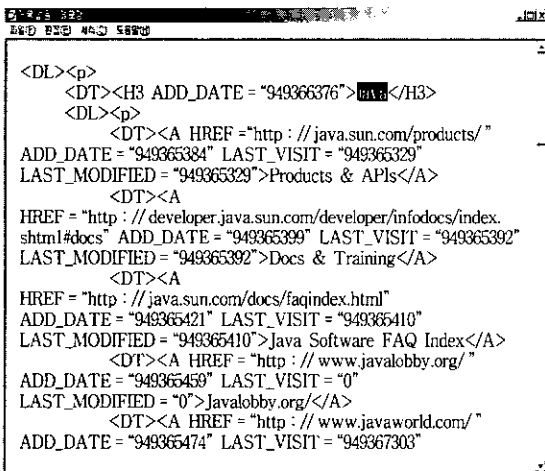 <DL><p>
<DT><H3 ADD_DATE = “949366376”>java</H3>
<DL><p>
<DT><A HREF =“http : // java.sun.com/products/ ”
ADD_DATE = “949365384” LAST_VISIT = “949365329”
LAST_MODIFIED = “949365329”>Products & APIs</A>
<DT><A
HREF = “http : // developer.java.sun.com/developer/infodocs/index.
shtml#docs” ADD_DATE = “949365399” LAST_VISIT = “949365392”
LAST_MODIFIED = “949365392”>Docs & Training</A>
<DT><A
HREF = “http : // java.sun.com/docs/faqindex.html”
ADD_DATE = “949365421” LAST_VISIT = “949365410”
LAST_MODIFIED = “949365410”>Java Software FAQ Index</A>
<DT><A HREF = “http : // www.javalobby.org/ ”
ADD_DATE = “949365459” LAST_VISIT = “0”
LAST_MODIFIED = “0”>Javalobby.org/</A>
<DT><A HREF = “http : // www.javaworld.com/ ”
ADD_DATE = “949365474” LAST_VISIT = “949367303”